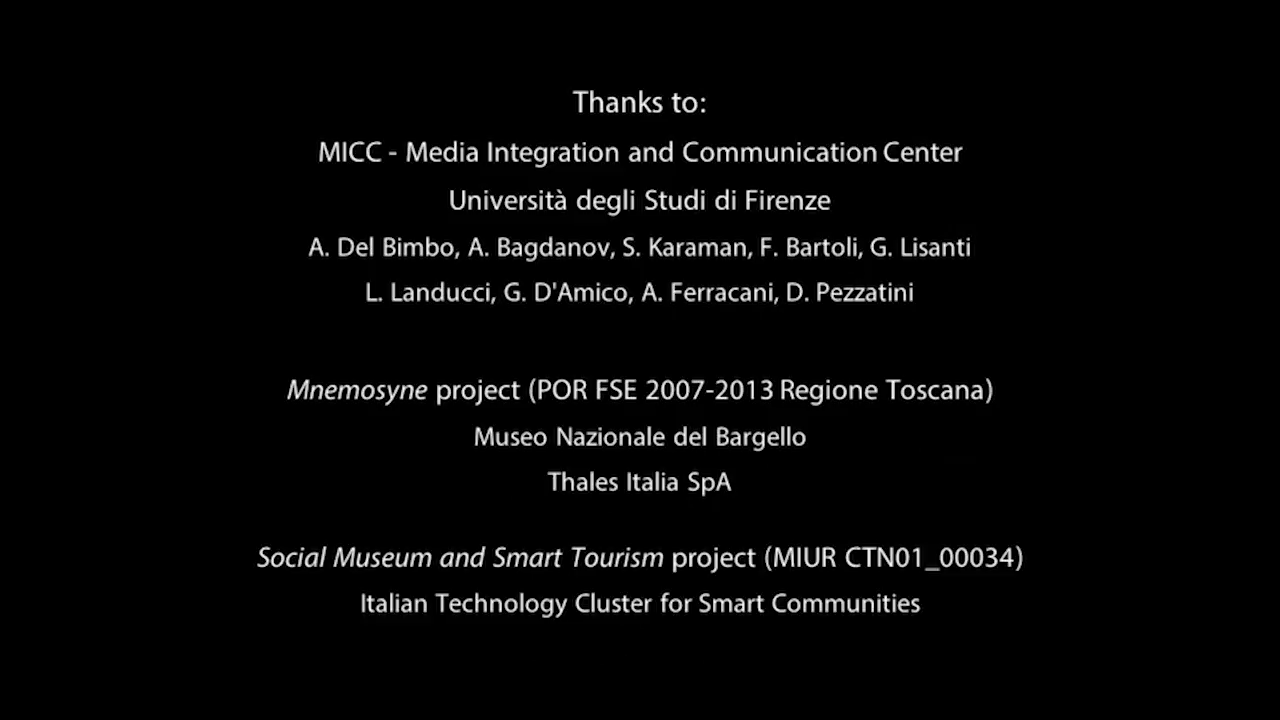 Thanks to:
MICC - Media Integration and Communication Center
Università degli Studi di Firenze
A. Del Bimbo, A. Bagdanov, S. Karaman, F. Bartoli, G. Lisanti
L. Landucci, G. D'Amico, A. Ferracani, D. Pezzatini
Mnemosyne project (POR FSE 2007-2013 Regione Toscana)
Museo Nazionale del Bargello
Thales Italia SpA
Social Museum and Smart Tourism project (MIUR CTN01_00034)
Italian Technology Cluster for Smart Communities